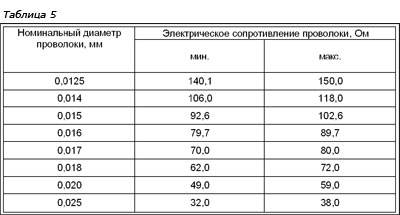 Таблица 5
Номинальный диаметр проволоки, мм Электрическое сопротивление проволоки, Ом
мин. макс.
0,0125 140,1 150,0
0,014 106,0 118,0
0,015 92,6 102,6
0,016 79,7 89,7
0,017 70,0 80,0
0,018 62,0 72,0
0,020 49,0 59,0
0,025 32,0 38,0